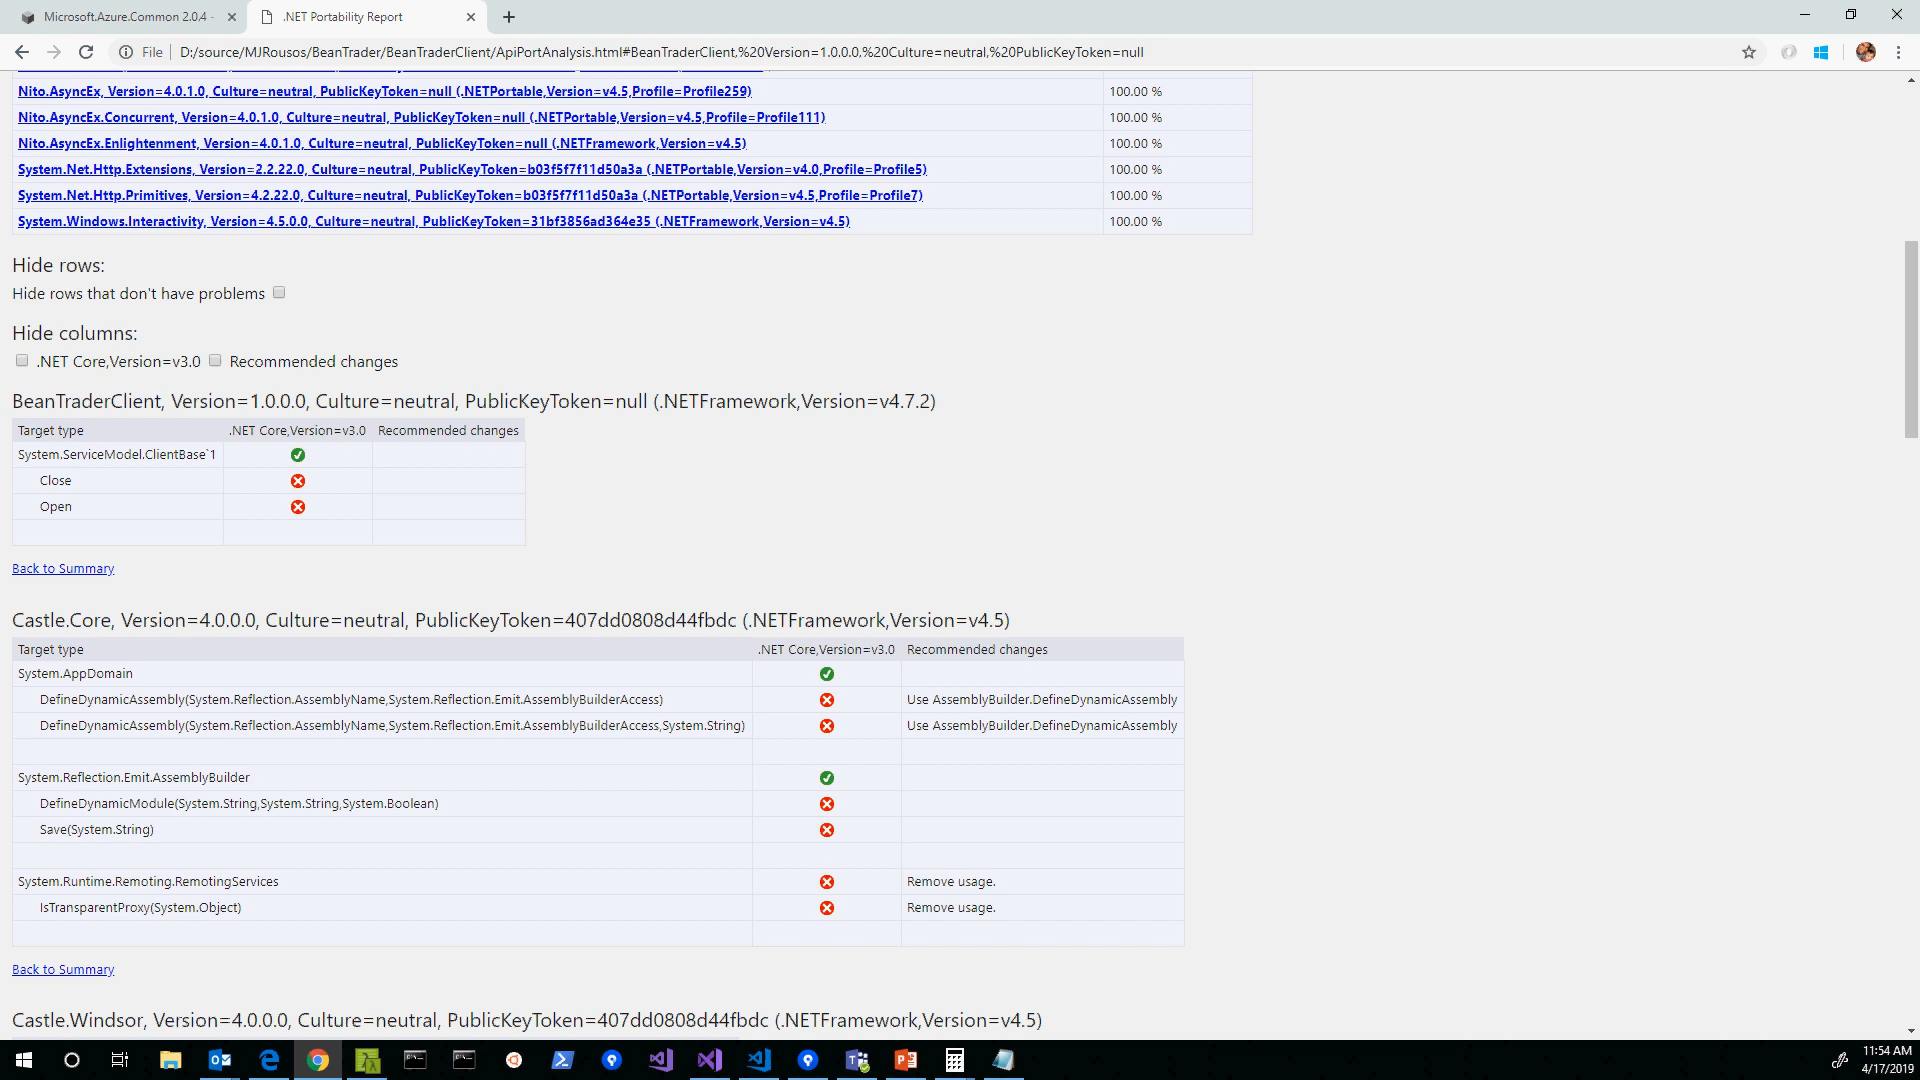 Microsoft.Azure.Common 2.0.4 -
.NET Portability Report
File
D:/source/MJRousos/BeanTrader/BeanTraderClient/ApiPortAnalysis.html#BeanTraderClient,%20Version=1.0.0.0,%20Culture=neutral,%20PublicKeyToken=null
Nito.AsyncEx, Version=4.0.1.0, Culture=neutral, PublicKeyToken=null (.NETPortable,Version=v4.5,Profile=Profile259) 100.00 %
Nito.AsyncEx.Concurrent, Version=4.0.1.0, Culture=neutral, PublicKeyToken=null (.NETPortable,Version=v4.5,Profile=Profile111) 100.00 %
Nito.AsyncEx.Enlightenment, Version=4.0.1.0, Culture=neutral, PublicKeyToken=null (.NETFramework,Version=v4.5) 100.00 %
System.Net.Http.Extensions, Version=2.2.22.0, Culture=neutral, PublicKeyToken=b03f5f7f11d50a3a (.NETPortable,Version=v4.0,Profile=Profile5) 100.00 %
System.Net.Http.Primitives, Version=4.2.22.0, Culture=neutral, PublicKeyToken=b03f5f7f11d50a3a (.NETPortable,Version=v4.5,Profile=Profile7) 100.00 %
System.Windows.Interactivity, Version=4.5.0.0, Culture=neutral, PublicKeyToken=31bf3856ad364e35 (.NETFramework,Version=v4.5) 100.00 %
Hide rows:
Hide rows that don't have problems
Hide columns:
.NET Core,Version=v3.0 Recommended changes
BeanTraderClient, Version=1.0.0.0, Culture=neutral, PublicKeyToken=null (.NETFramework,Version=v4.7.2)
Target type .NET Core,Version=v3.0 Recommended changes
System.ServiceModel.ClientBase`1
Close
Open
Back to Summary
Castle.Core, Version=4.0.0.0, Culture=neutral, PublicKeyToken=407dd0808d44fbdc (.NETFramework,Version=v4.5)
Target type .NET Core,Version=v3.0 Recommended changes
System.AppDomain
DefineDynamicAssembly(System.Reflection.AssemblyName,System.Reflection.Emit.AssemblyBuilderAccess) Use AssemblyBuilder.DefineDynamicAssembly
DefineDynamicAssembly(System.Reflection.AssemblyName,System.Reflection.Emit.AssemblyBuilderAccess,System.String) Use AssemblyBuilder.DefineDynamicAssembly
System.Reflection.Emit.AssemblyBuilder
DefineDynamicModule(System.String,System.String,System.Boolean)
Save(System.String)
System.Runtime.Remoting.RemotingServices Remove usage.
IsTransparentProxy(System.Object) Remove usage.
Back to Summary
Castle.Windsor, Version=4.0.0.0, Culture=neutral, PublicKeyToken=407dd0808d44fbdc (.NETFramework,Version=v4.5)
11:54 AM
4/17/2019